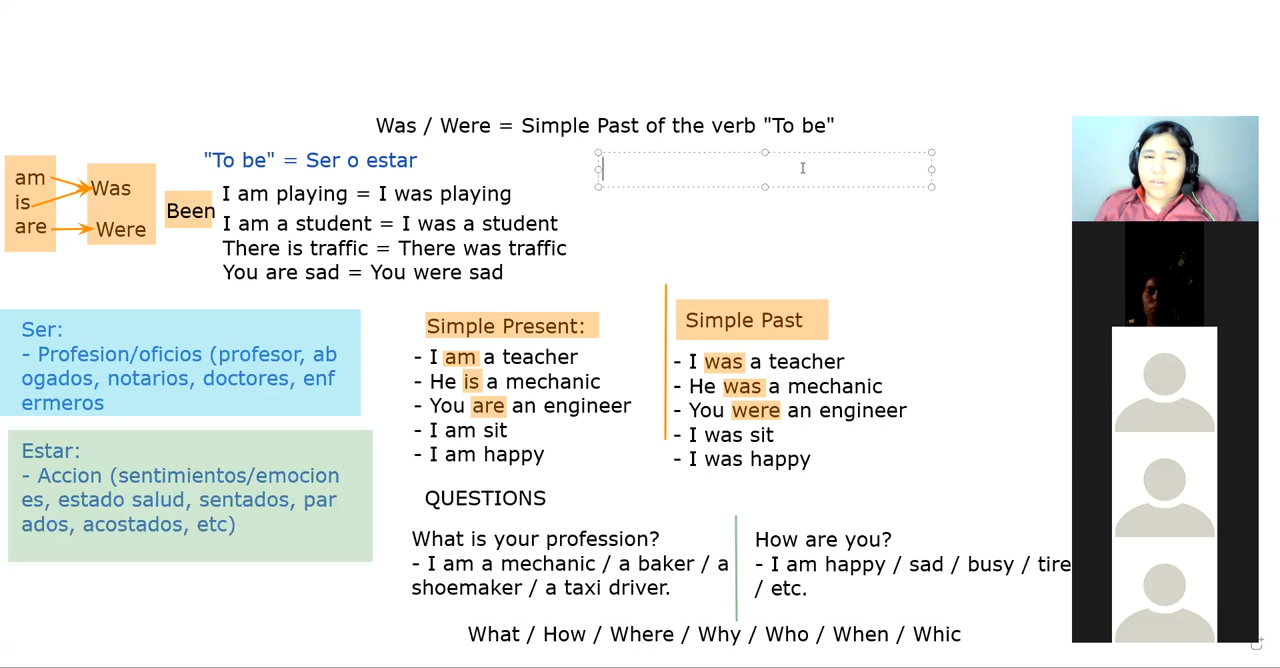 Was / Were = Simple Past of the verb "To be"
"To be" = Ser o estar
am
is
are
Was
Were
Been
I am playing = I was playing
I am a student = I was a student
There is traffic = There was traffic
You are sad = You were sad
Ser:
- Profesion/oficios (profesor, ab
ogados, notarios, doctores, enf
ermeros
Estar:
- Accion (sentimientos/emocion
es, estado salud, sentados, par
ados, acostados, etc)
Simple Present:
- I am a teacher
- He is a mechanic
- You are an engineer
- I am sit
- I am happy
Simple Past
- I was a teacher
- He was a mechanic
- You were an engineer
- I was sit
- I was happy
QUESTIONS
What is your profession?
- I am a mechanic / a baker / a
shoemaker / a taxi driver.
How are you?
- I am happy / sad / busy / tire
/ etc.
What / How / Where / Why / Who / When / Whic